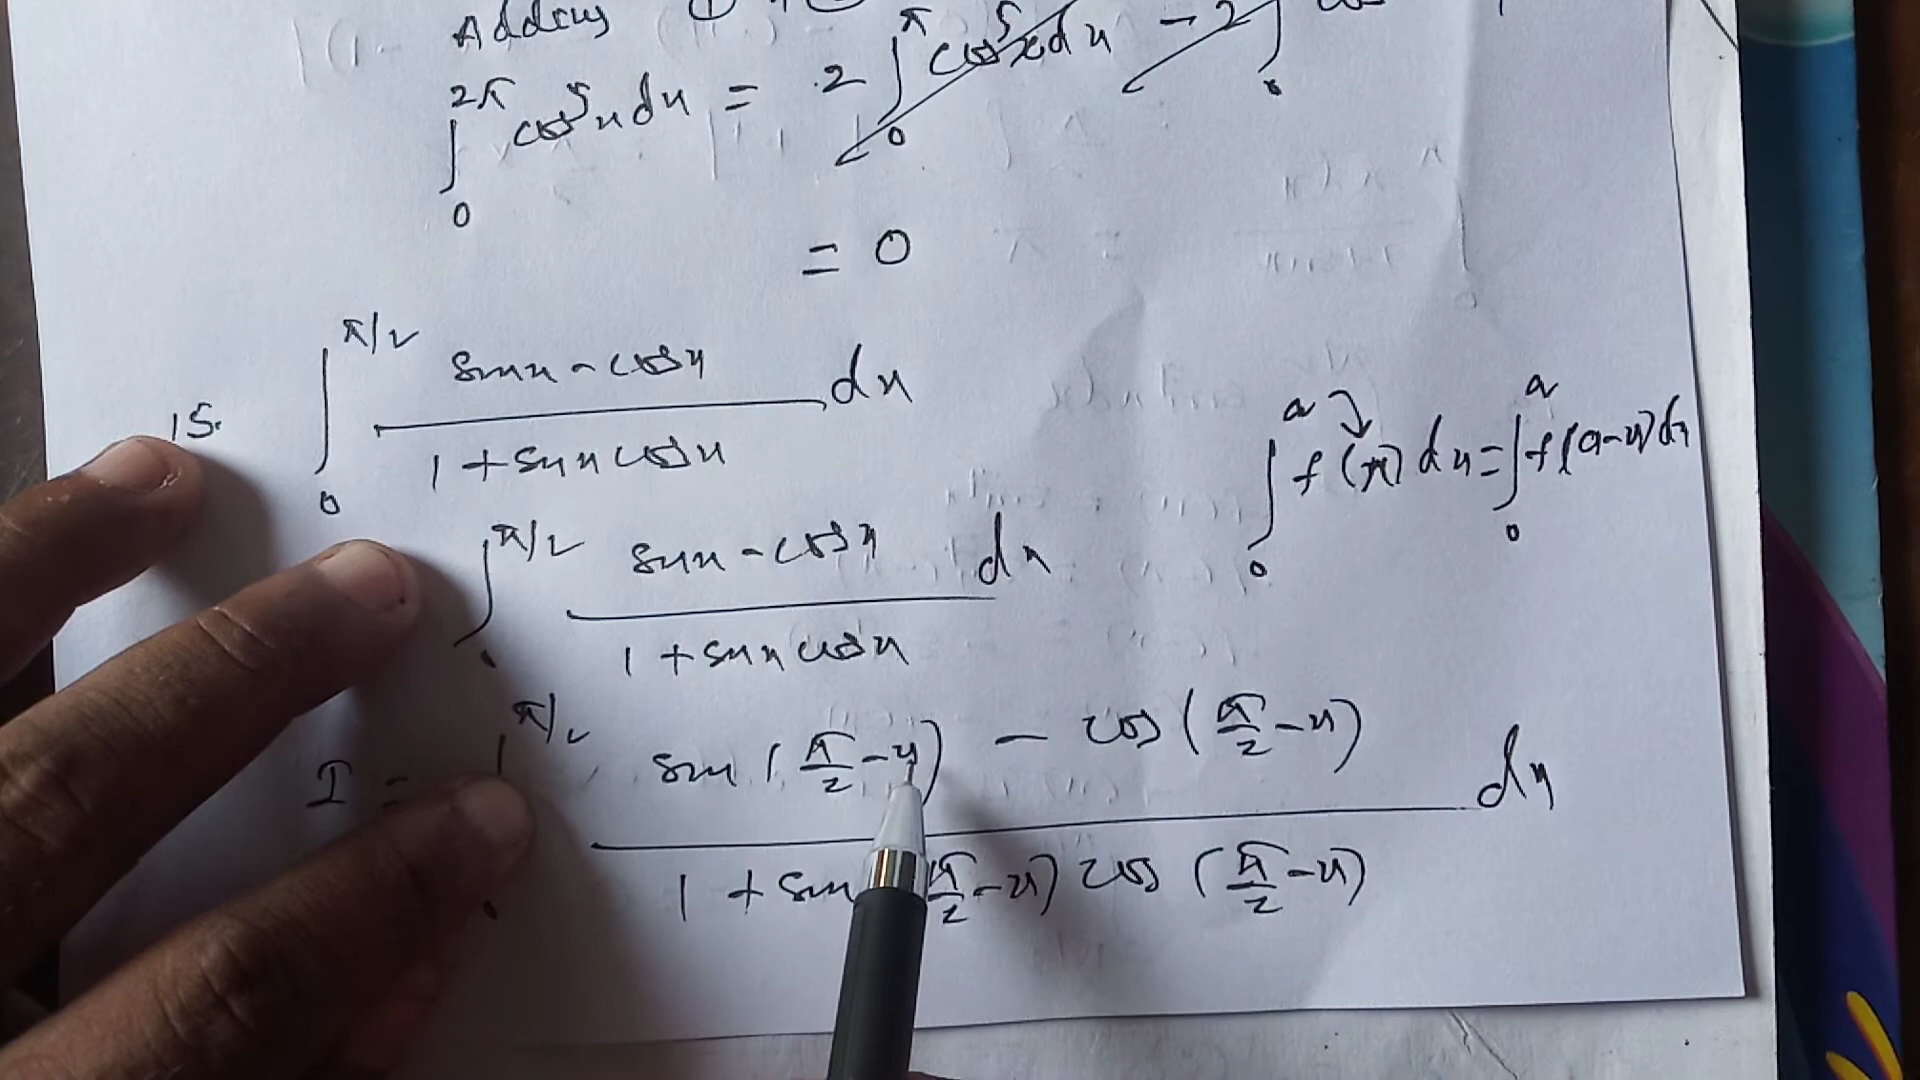 Adding
∫₀^2π cos⁵x dx = 2 ∫₀^π cos⁵x dx - 2 ∫₀
= 0
15. ∫₀^π/2 (sinx - cosx)/(1 + sinx cosx) dx
∫₀^a f(x) dx = ∫₀^a f(a-x) dx
∫₀^π/2 (sinx - cosx)/(1 + sinx cosx) dx
I = ∫₀^π/2 (sin(π/2 - x) - cos(π/2 - x))/(1 + sin(π/2 - x) cos(π/2 - x)) dx